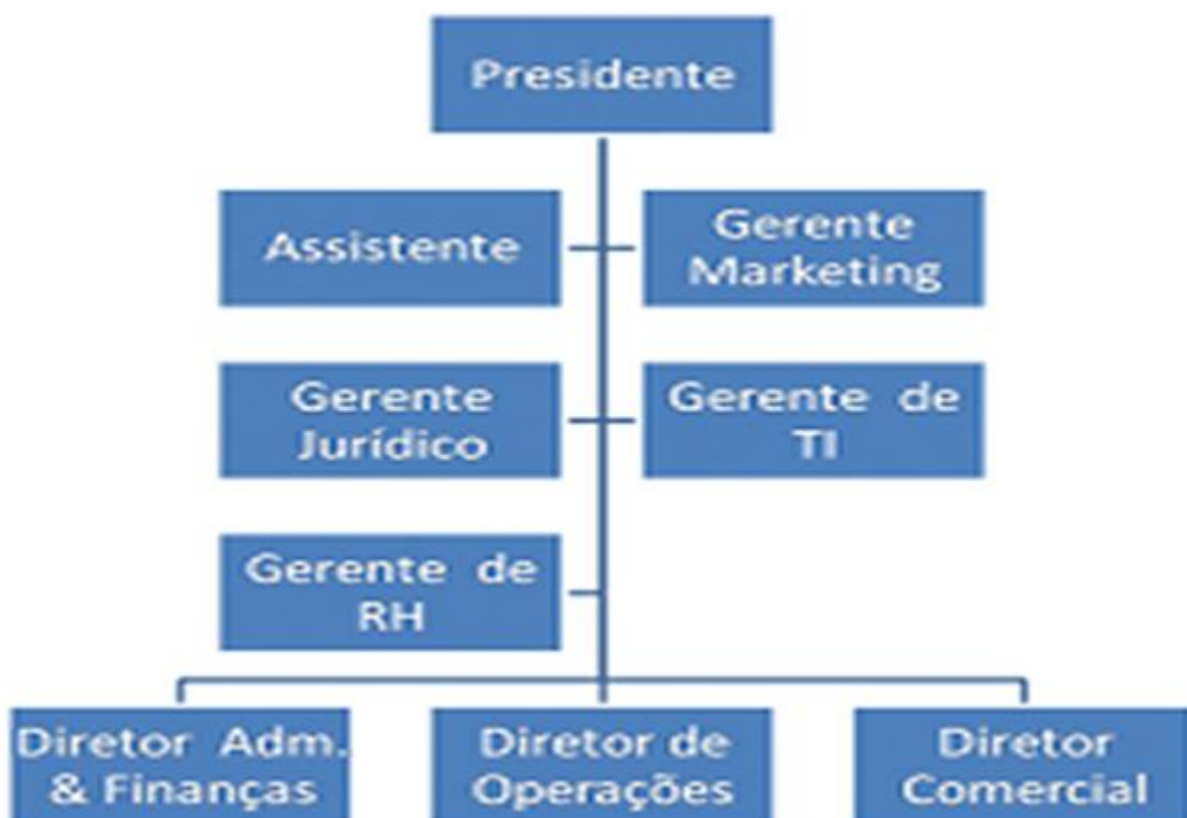 Presidente
Assistente
Gerente
Marketing
Gerente
Jurídico
Gerente de
TI
Gerente de
RH
Diretor Adm.
& Finanças
Diretor de
Operações
Diretor
Comercial